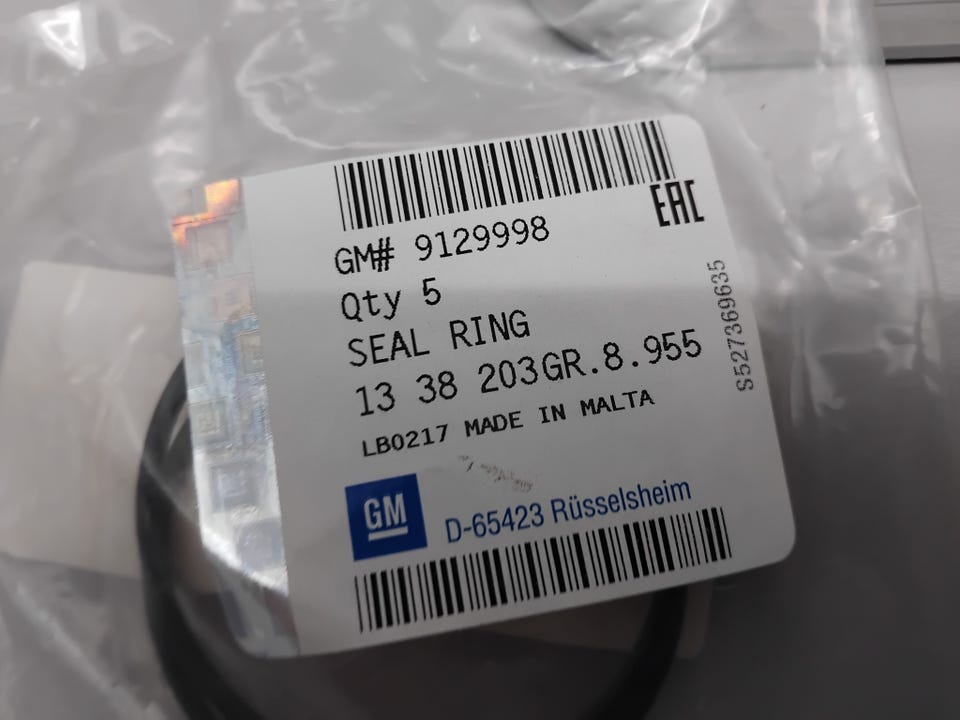 EAC
GM# 9129998
Qty 5
SEAL RING
13 38 203GR.8.955
LB0217 MADE IN MALTA
S527369635
GM
D-65423 Rüsselsheim